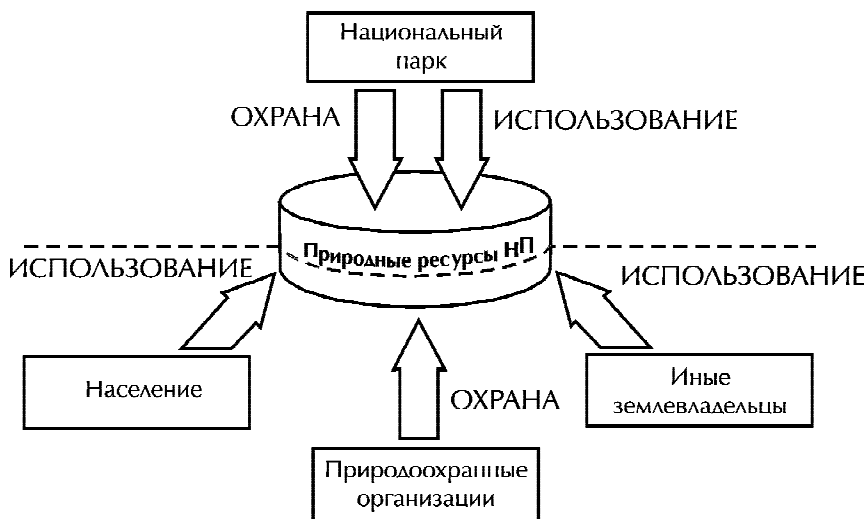 Национальный
парк
ОХРАНА
ИСПОЛЬЗОВАНИЕ
Природные ресурсы НП
ИСПОЛЬЗОВАНИЕ
ИСПОЛЬЗОВАНИЕ
Население
Иные
землевладельцы
ОХРАНА
Природоохранные
организации